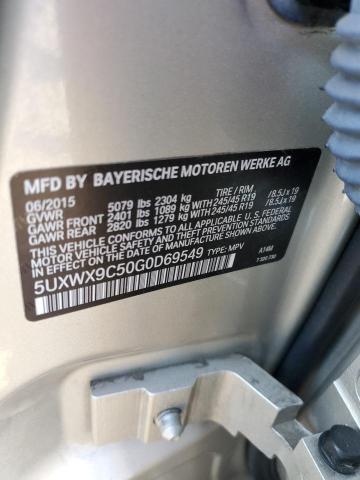 MFD BY BAYERISCHE MOTOREN WERKE AG
06/2015 TIRE / RIM
GVWR 5079 lbs 2304 kg
GAWR FRONT 2401 lbs 1089 kg WITH 245/45 R19 / 8.5J x 19
GAWR REAR 2820 lbs 1279 kg WITH 245/45 R19 / 8.5J x 19
THIS VEHICLE CONFORMS TO ALL APPLICABLE U.S. FEDERAL
MOTOR VEHICLE SAFETY STANDARDS IN EFFECT
ON THE DATE OF MANUFACTURE SHOWN ABOVE.
5UXWX9C50G0D69549 TYPE: MPV A14M